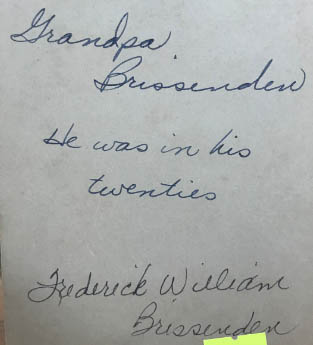 Grandpa
Brissenden
He was in his
twenties
Frederick William
Brissenden